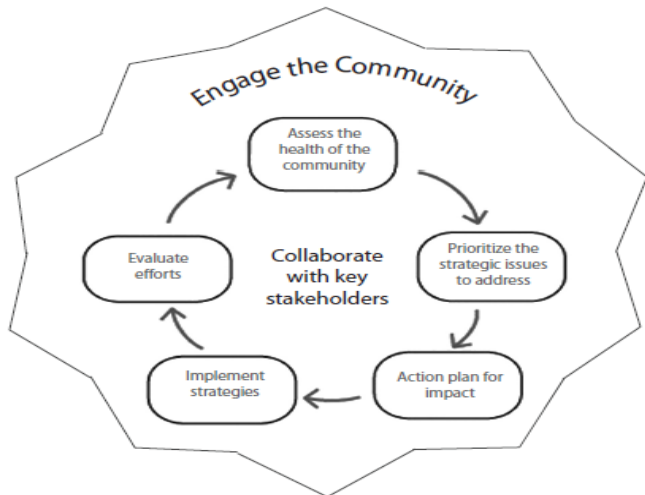 Engage the Community
Assess the
health of the
community
Prioritize the
strategic issues
to address
Action plan for
impact
Implement
strategies
Evaluate
efforts
Collaborate
with key
stakeholders